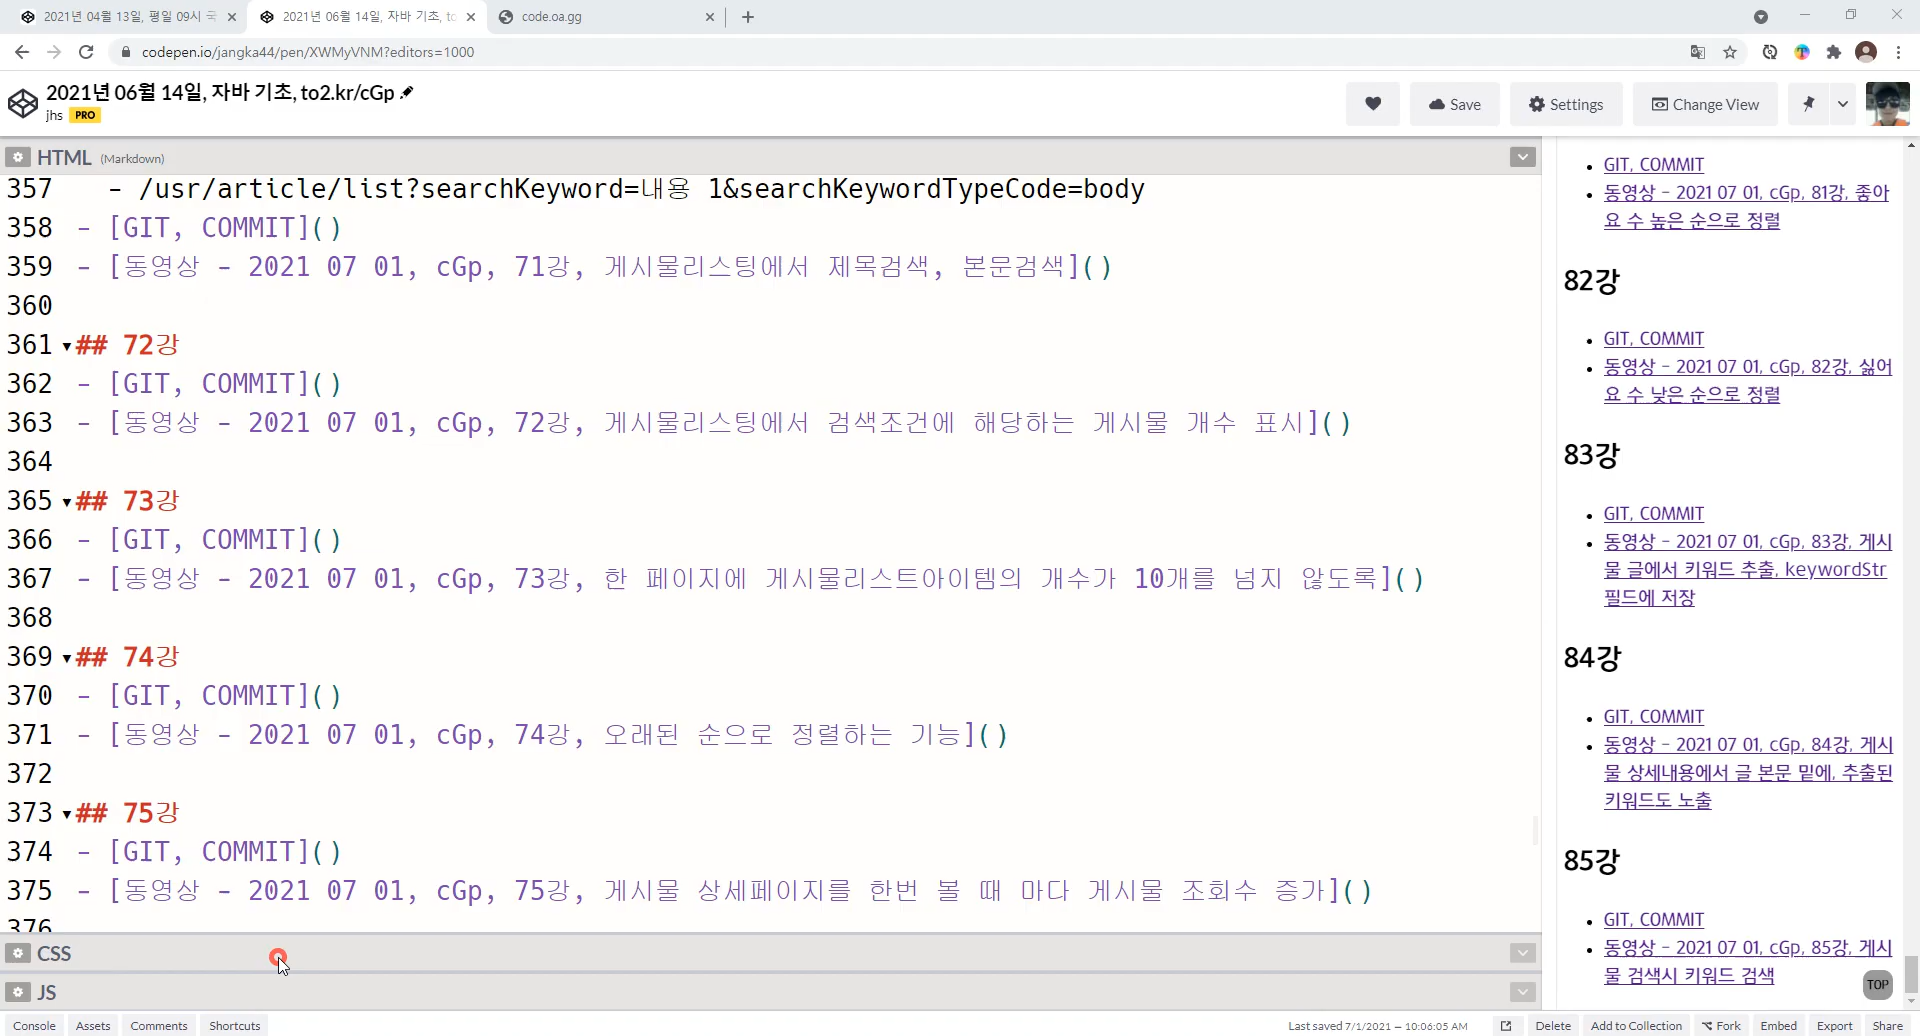 2021년 04월 13일, 평일 09시 국
2021년 06월 14일, 자바 기초, to
code.oa.gg
codepen.io/jangka44/pen/XWMyVNM?editors=1000
2021년 06월 14일, 자바 기초, to2.kr/cGp
jhs PRO
Save
Settings
Change View
HTML (Markdown)
357 - /usr/article/list?searchKeyword=내용 1&searchKeywordTypeCode=body
358 - [GIT, COMMIT]()
359 - [동영상 - 2021 07 01, cGp, 71강, 게시물리스팅에서 제목검색, 본문검색]()
360
361 ## 72강
362 - [GIT, COMMIT]()
363 - [동영상 - 2021 07 01, cGp, 72강, 게시물리스팅에서 검색조건에 해당하는 게시물 개수 표시]()
364
365 ## 73강
366 - [GIT, COMMIT]()
367 - [동영상 - 2021 07 01, cGp, 73강, 한 페이지에 게시물리스트아이템의 개수가 10개를 넘지 않도록]()
368
369 ## 74강
370 - [GIT, COMMIT]()
371 - [동영상 - 2021 07 01, cGp, 74강, 오래된 순으로 정렬하는 기능]()
372
373 ## 75강
374 - [GIT, COMMIT]()
375 - [동영상 - 2021 07 01, cGp, 75강, 게시물 상세페이지를 한번 볼 때 마다 게시물 조회수 증가]()
376
CSS
JS
GIT, COMMIT
동영상 - 2021 07 01, cGp, 81강, 좋아
요 수 높은 순으로 정렬
82강
GIT, COMMIT
동영상 - 2021 07 01, cGp, 82강, 싫어
요 수 낮은 순으로 정렬
83강
GIT, COMMIT
동영상 - 2021 07 01, cGp, 83강, 게시
물 글에서 키워드 추출, keywordStr
필드에 저장
84강
GIT, COMMIT
동영상 - 2021 07 01, cGp, 84강, 게시
물 상세내용에서 글 본문 밑에, 추출된
키워드도 노출
85강
GIT, COMMIT
동영상 - 2021 07 01, cGp, 85강, 게시
물 검색시 키워드 검색
TOP
Console Assets Comments Shortcuts
Last saved 7/1/2021 — 10:06:05 AM
Delete Add to Collection Fork Embed Export Share